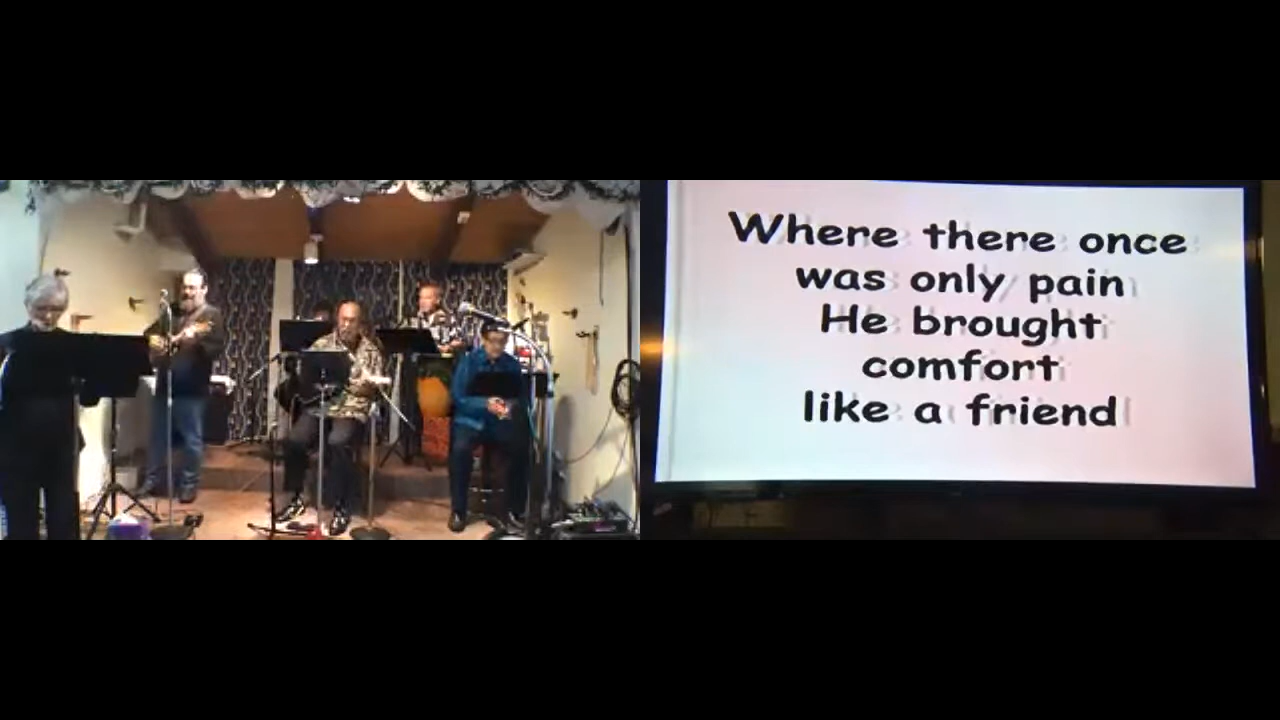 Where there once
was only pain
He brought
comfort
like a friend